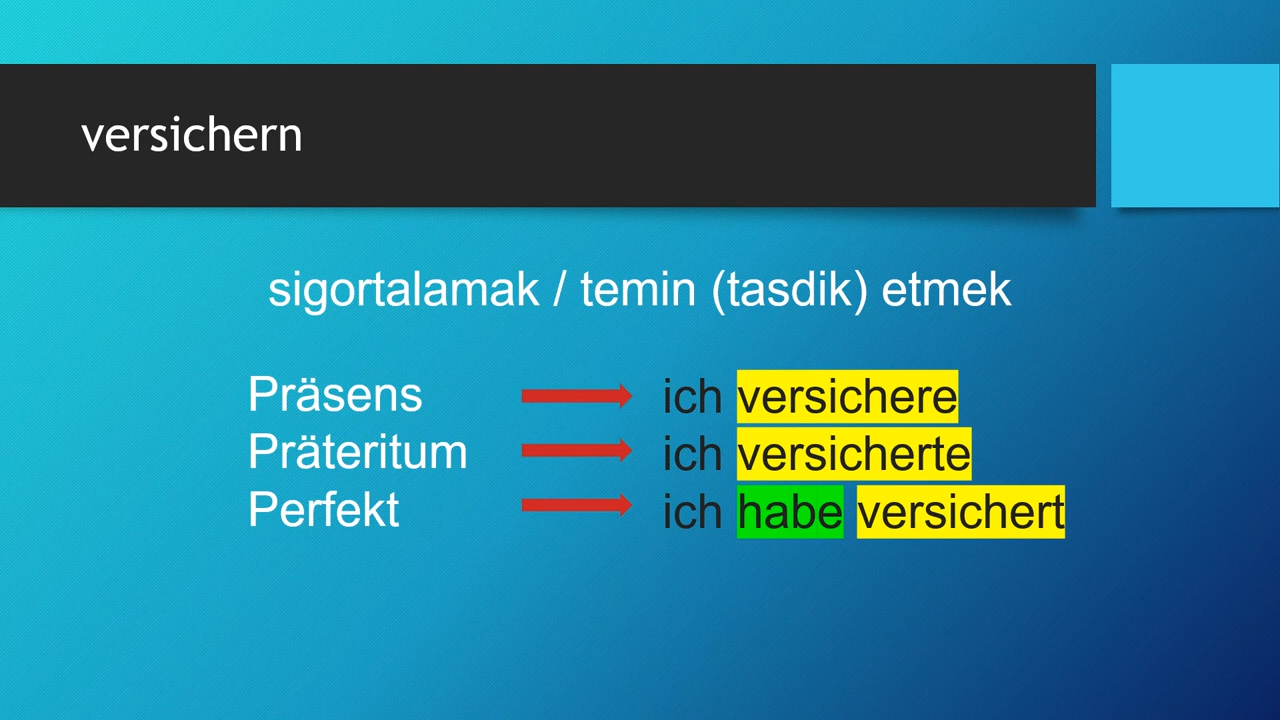 versichern
sigortalamak / temin (tasdik) etmek
Präsens ich versichere
Präteritum ich versicherte
Perfekt ich habe versichert